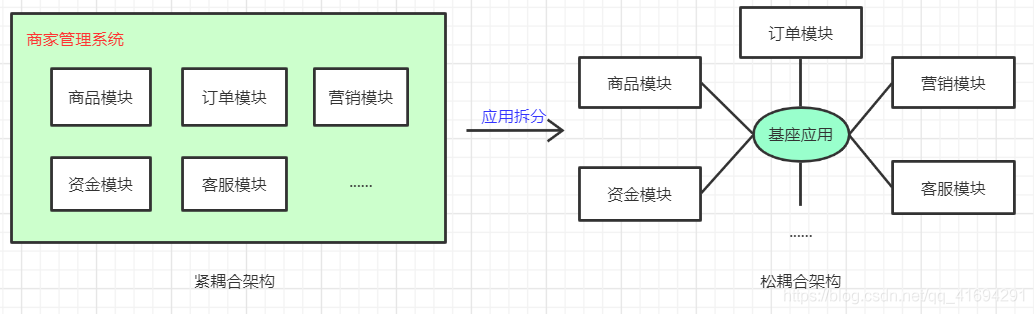 商家管理系统
商品模块
订单模块
营销模块
资金模块
客服模块
......
紧耦合架构
应用拆分
订单模块
商品模块
营销模块
基座应用
资金模块
客服模块
......
松耦合架构
https://blog.csdn.net/qq_41694291